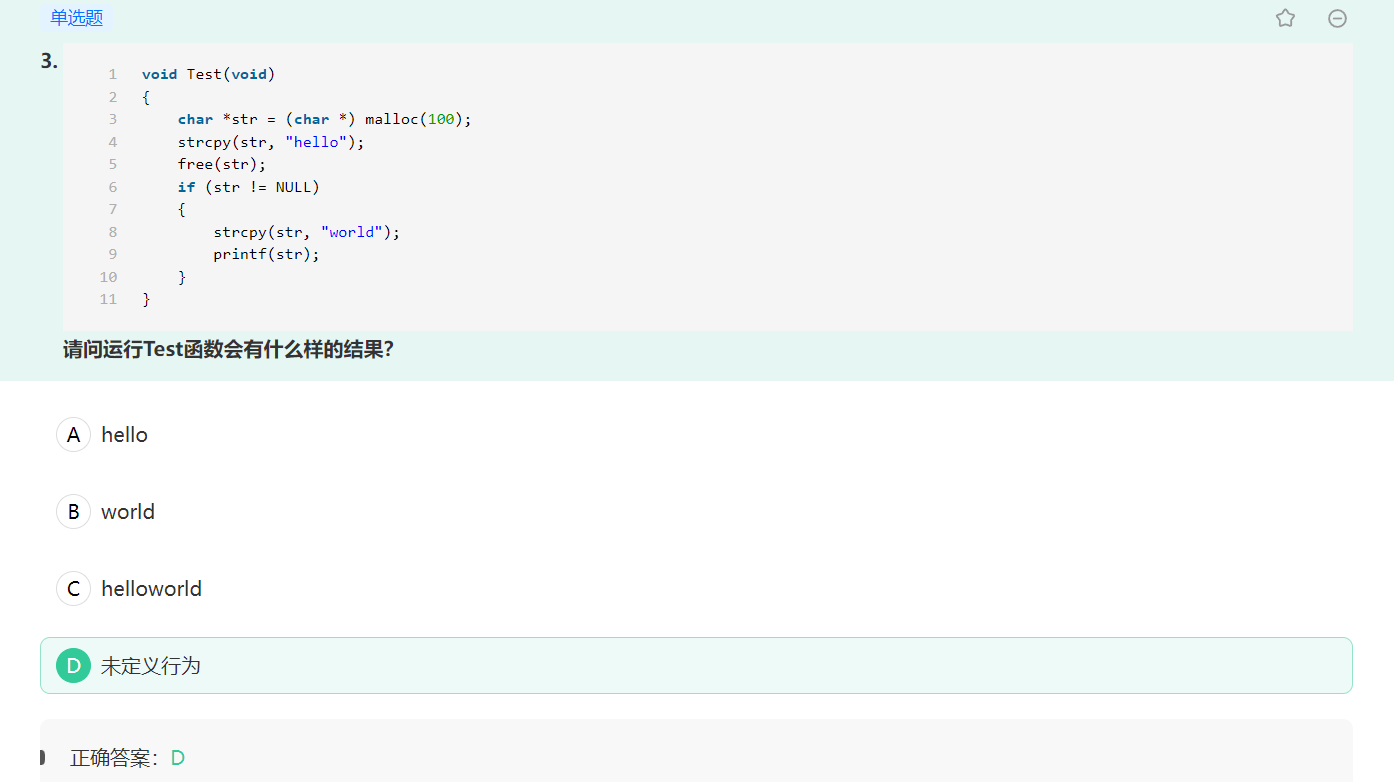 单选题
3.
1 void Test(void)
2 {
3     char *str = (char *) malloc(100);
4     strcpy(str, "hello");
5     free(str);
6     if (str != NULL)
7     {
8         strcpy(str, "world");
9         printf(str);
10     }
11 }
请问运行Test函数会有什么样的结果?
A hello
B world
C helloworld
D 未定义行为
正确答案：D